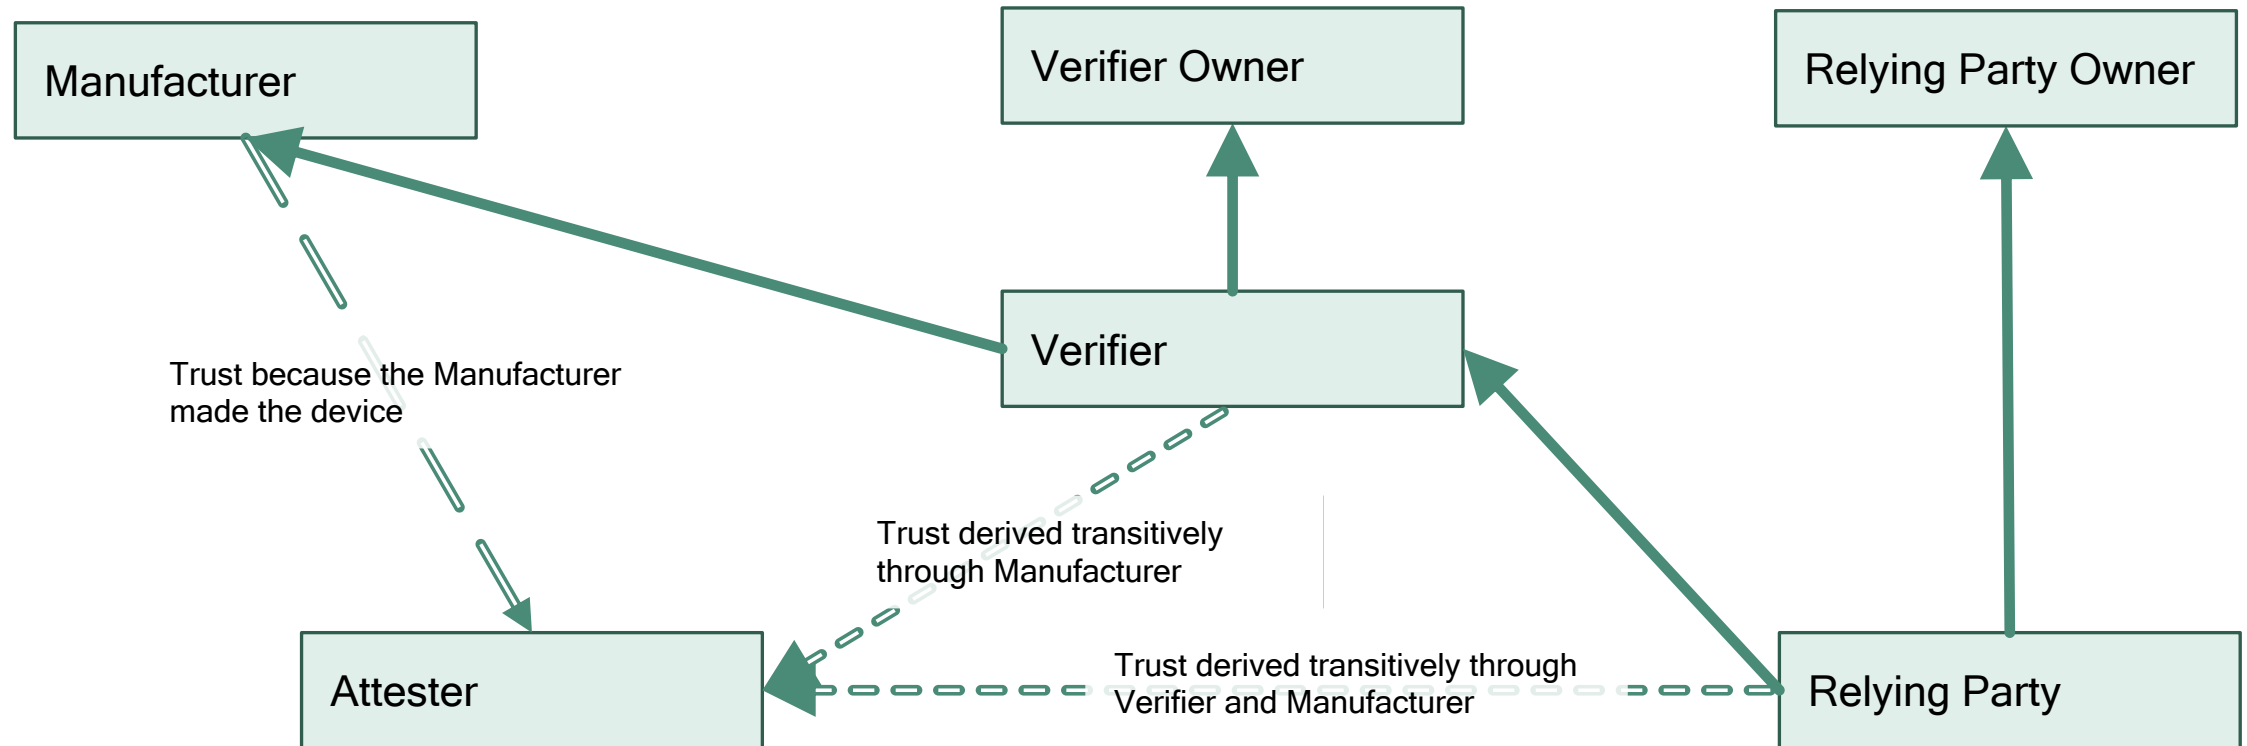 Manufacturer
Verifier Owner
Relying Party Owner
Verifier
Trust because the Manufacturer
made the device
Trust derived transitively
through Manufacturer
Trust derived transitively through
Verifier and Manufacturer
Attester
Relying Party